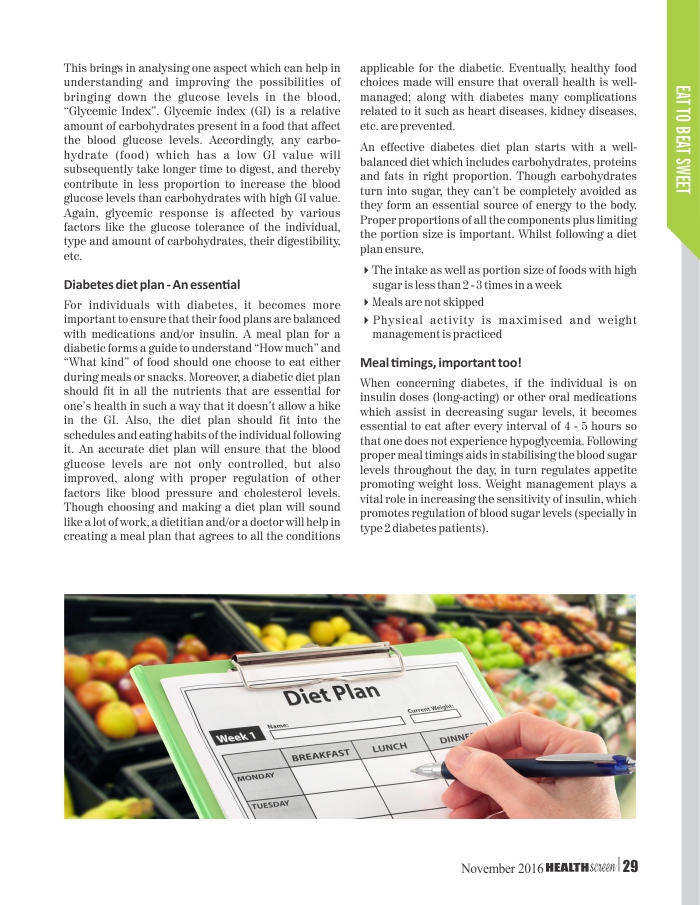 This brings in analysing one aspect which can help in
understanding and improving the possibilities of
bringing down the glucose levels in the blood,
“Glycemic Index”. Glycemic index (GI) is a relative
amount of carbohydrates present in a food that affect
the blood glucose levels. Accordingly, any carbo-
hydrate (food) which has a low GI value will
subsequently take longer time to digest, and thereby
contribute in less proportion to increase the blood
glucose levels than carbohydrates with high GI value.
Again, glycemic response is affected by various
factors like the glucose tolerance of the individual,
type and amount of carbohydrates, their digestibility,
etc.
Diabetes diet plan - An essential
For individuals with diabetes, it becomes more
important to ensure that their food plans are balanced
with medications and/or insulin. A meal plan for a
diabetic forms a guide to understand “How much” and
“What kind” of food should one choose to eat either
during meals or snacks. Moreover, a diabetic diet plan
should fit in all the nutrients that are essential for
one’s health in such a way that it doesn’t allow a hike
in the GI. Also, the diet plan should fit into the
schedules and eating habits of the individual following
it. An accurate diet plan will ensure that the blood
glucose levels are not only controlled, but also
improved, along with proper regulation of other
factors like blood pressure and cholesterol levels.
Though choosing and making a diet plan will sound
like a lot of work, a dietitian and/or a doctor will help in
creating a meal plan that agrees to all the conditions
applicable for the diabetic. Eventually, healthy food
choices made will ensure that overall health is well-
managed; along with diabetes many complications
related to it such as heart diseases, kidney diseases,
etc. are prevented.
An effective diabetes diet plan starts with a well-
balanced diet which includes carbohydrates, proteins
and fats in right proportion. Though carbohydrates
turn into sugar, they can’t be completely avoided as
they form an essential source of energy to the body.
Proper proportions of all the components plus limiting
the portion size is important. Whilst following a diet
plan ensure,
The intake as well as portion size of foods with high
sugar is less than 2 - 3 times in a week
Meals are not skipped
Physical activity is maximised and weight
management is practiced
Meal timings, important too!
When concerning diabetes, if the individual is on
insulin doses (long-acting) or other oral medications
which assist in decreasing sugar levels, it becomes
essential to eat after every interval of 4 - 5 hours so
that one does not experience hypoglycemia. Following
proper meal timings aids in stabilising the blood sugar
levels throughout the day, in turn regulates appetite
promoting weight loss. Weight management plays a
vital role in increasing the sensitivity of insulin, which
promotes regulation of blood sugar levels (specially in
type 2 diabetes patients).
EAT TO BEAT SWEET
Diet Plan
Week 1
Name:
Current Weight:
BREAKFAST
LUNCH
DINNE
MONDAY
TUESDAY
November 2016 HEALTHscreen 29